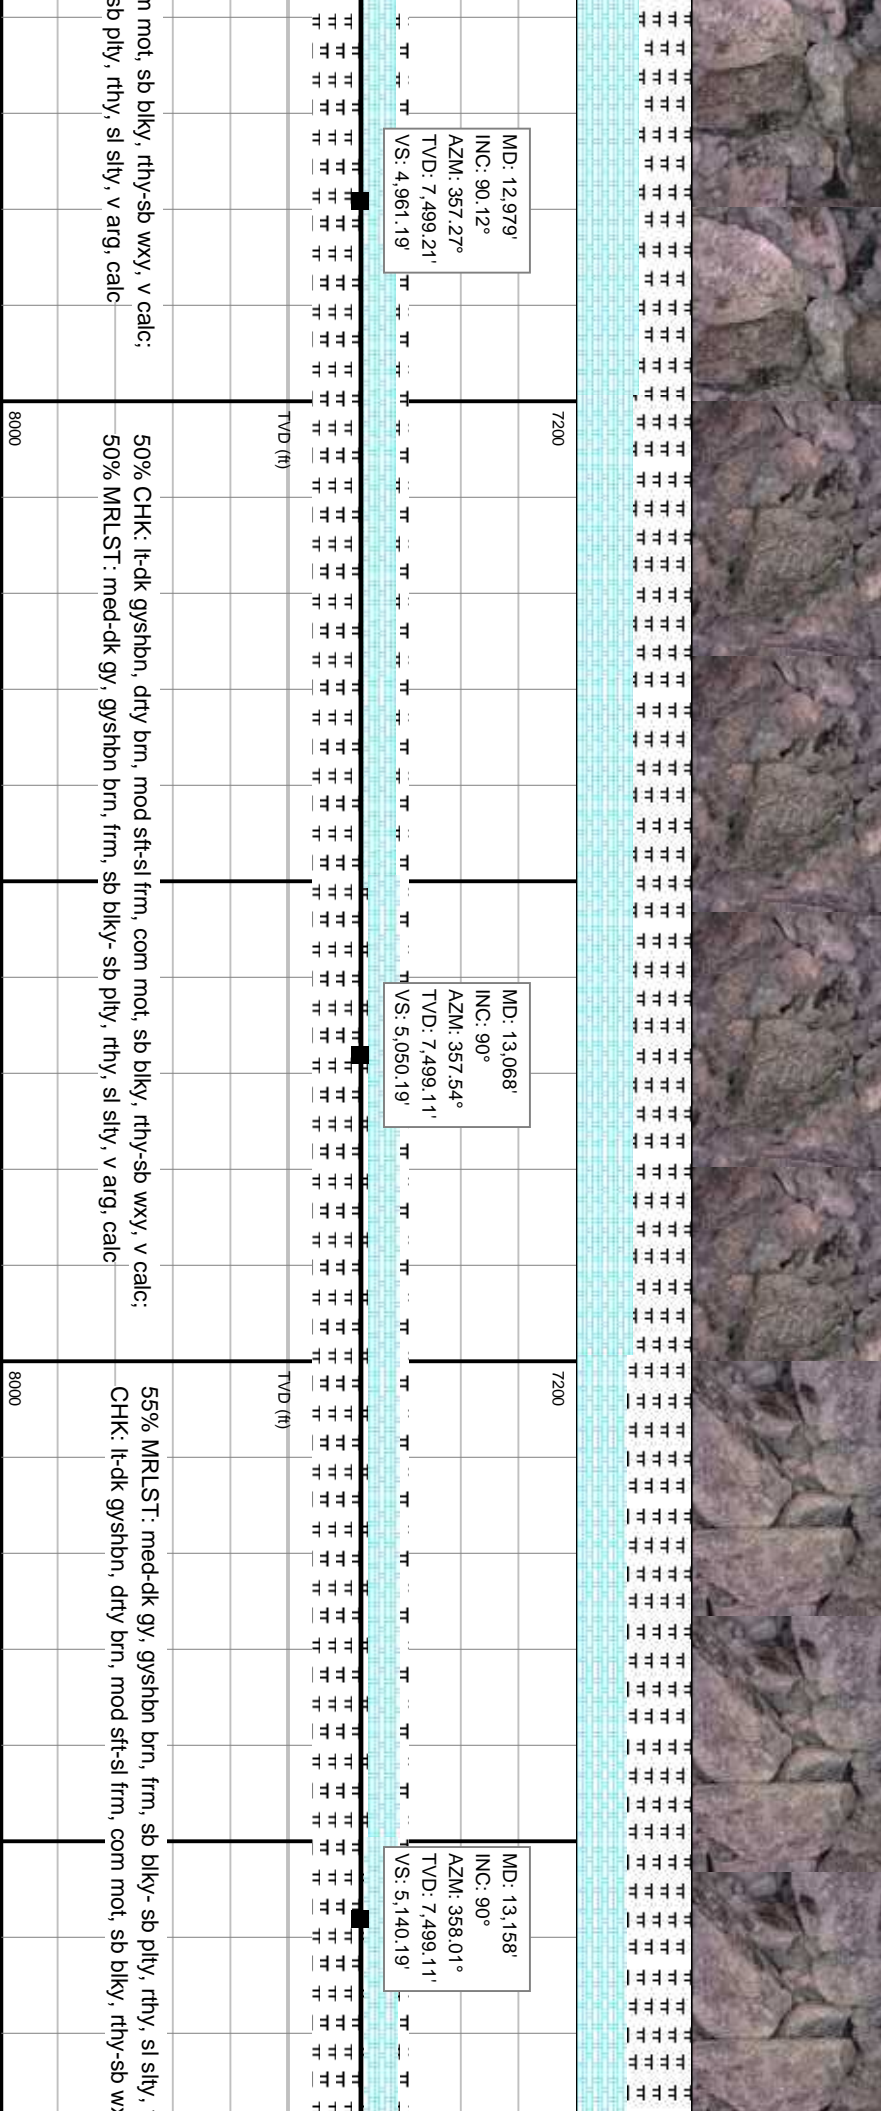 m mot, sb blky, rthy-sb wxy, v calc;
sb plty, rthy, sl slty, v arg, calc
MD: 12,979'
INC: 90.12°
AZM: 357.27°
TVD: 7,499.21'
VS: 4,961.19'
7200
TVD (ft)
8000
50% CHK: lt-dk gyshbn, drty brn, mod sft-sl frm, com mot, sb blky, rthy-sb wxy, v calc;
50% MRLST: med-dk gy, gyshbn brn, frm, sb blky- sb plty, rthy, sl slty, v arg, calc
MD: 13,068'
INC: 90°
AZM: 357.54°
TVD: 7,499.11'
VS: 5,050.19'
7200
TVD (ft)
8000
55% MRLST: med-dk gy, gyshbn brn, frm, sb blky- sb plty, rthy, sl slty,
CHK: lt-dk gyshbn, drty brn, mod sft-sl frm, com mot, sb blky, rthy-sb wx
MD: 13,158'
INC: 90°
AZM: 358.01°
TVD: 7,499.11'
VS: 5,140.19'